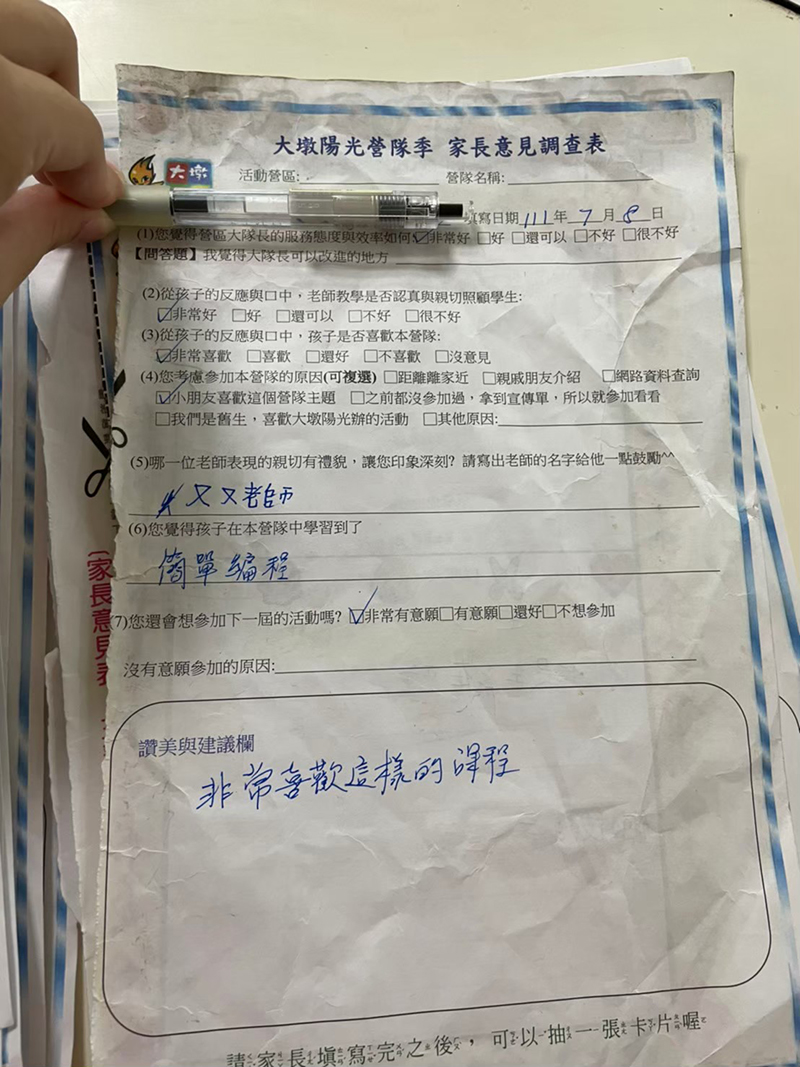 大墩陽光營隊季 家長意見調查表
大墩 活動營區: 營隊名稱:
填寫日期 111年 7 月 8 日
(1)您覺得營區大隊長的服務態度與效率如何 ☑非常好 □好 □還可以 □不好 □很不好
【問答題】我覺得大隊長可以改進的地方
(2)從孩子的反應與口中，老師教學是否認真與親切照顧學生:
☑非常好 □好 □還可以 □不好 □很不好
(3)從孩子的反應與口中，孩子是否喜歡本營隊:
☑非常喜歡 □喜歡 □還好 □不喜歡 □沒意見
(4)您考慮參加本營隊的原因(可複選) □距離離家近 □親戚朋友介紹 □網路資料查詢
☑小朋友喜歡這個營隊主題 □之前都沒參加過，拿到宣傳單，所以就參加看看
□我們是舊生，喜歡大墩陽光辦的活動 □其他原因:
(5)哪一位老師表現的親切有禮貌，讓您印象深刻? 請寫出老師的名字給他一點鼓勵^^
又又老師
(6)您覺得孩子在本營隊中學習到了
簡單編程
(7)您還會想參加下一屆的活動嗎? ☑非常有意願□有意願□還好□不想參加
沒有意願參加的原因:
讚美與建議欄
非常喜歡這樣的課程
請家長填寫完之後，可以抽一張卡片喔
(家長意見表